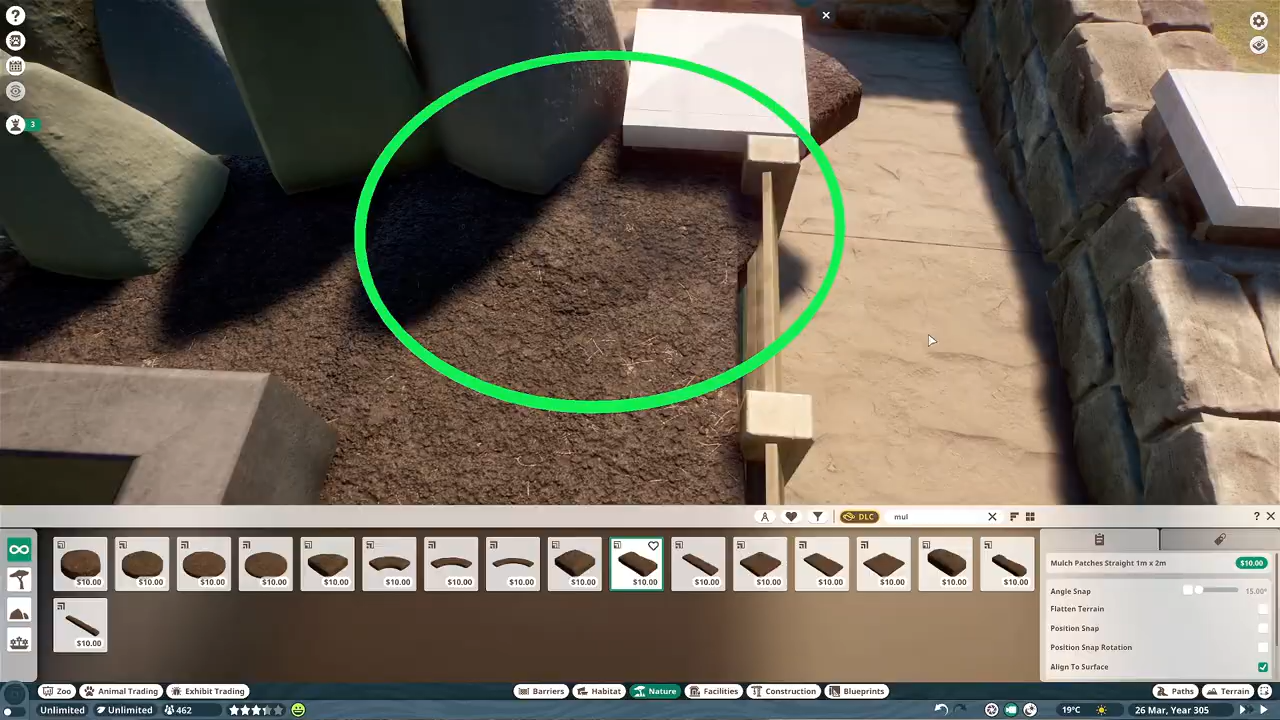 ?
3
DLC
mul
?
$10.00 $10.00 $10.00 $10.00 $10.00 $10.00 $10.00 $10.00 $10.00 $10.00 $10.00 $10.00 $10.00 $10.00 $10.00 $10.00
$10.00
Mulch Patches Straight 1m x 2m $10.00
Angle Snap 15.00°
Flatten Terrain
Position Snap
Position Snap Rotation
Align To Surface
Zoo Animal Trading Exhibit Trading Barriers Habitat Nature Facilities Construction Blueprints Paths Terrain
Unlimited Unlimited 462 19°C 26 Mar, Year 305